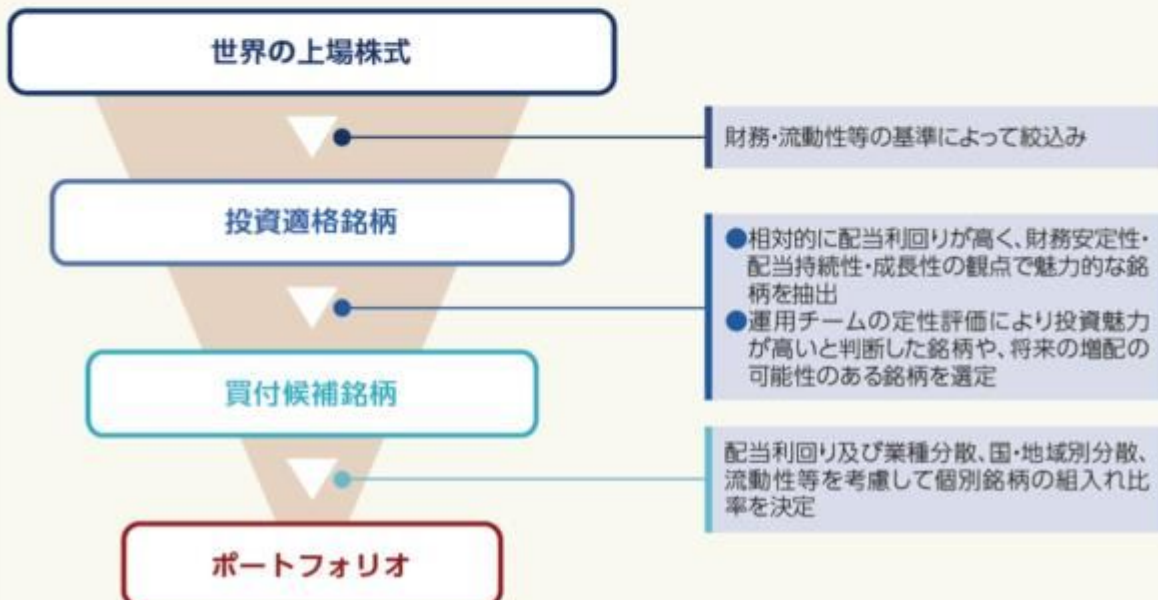 世界の上場株式
財務・流動性等の基準によって絞込み
投資適格銘柄
●相対的に配当利回りが高く、財務安定性・
配当持続性・成長性の観点で魅力的な銘
柄を抽出
●運用チームの定性評価により投資魅力
が高いと判断した銘柄や、将来の増配の
可能性のある銘柄を選定
買付候補銘柄
配当利回り及び業種分散、国・地域別分散、
流動性等を考慮して個別銘柄の組入れ比
率を決定
ポートフォリオ